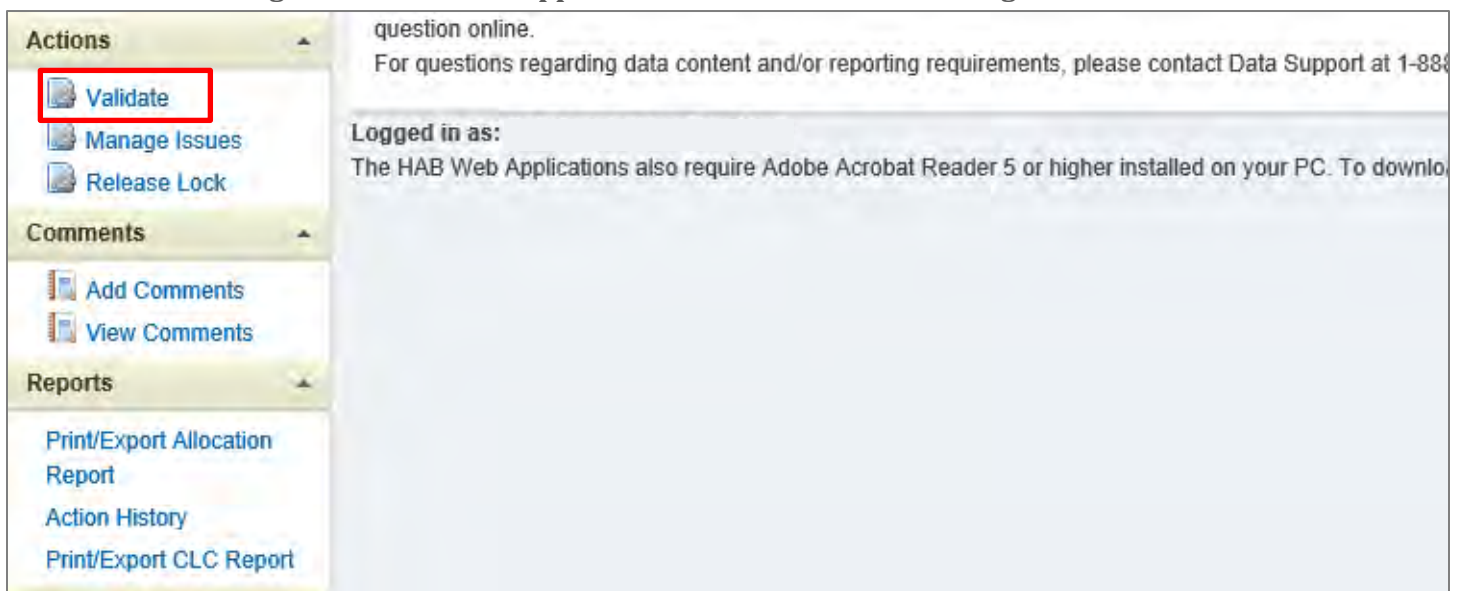 Actions
Validate
Manage Issues
Release Lock
Comments
Add Comments
View Comments
Reports
Print/Export Allocation
Report
Action History
Print/Export CLC Report
question online.
For questions regarding data content and/or reporting requirements, please contact Data Support at 1-888
Logged in as:
The HAB Web Applications also require Adobe Acrobat Reader 5 or higher installed on your PC. To downlo